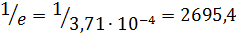 1/e = 1/3,71 · 10⁻⁴ = 2695,4